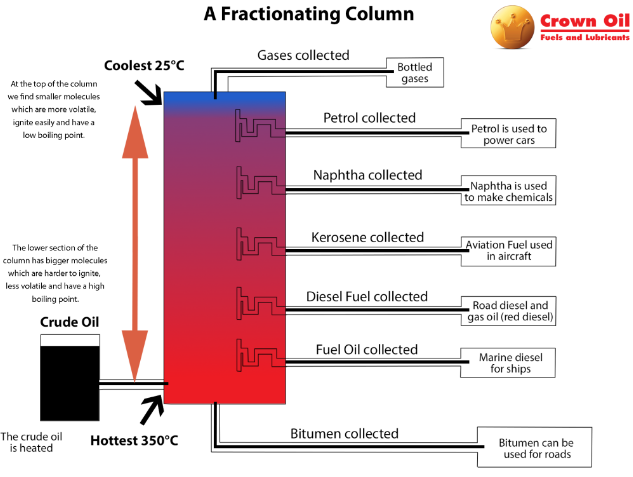 A Fractionating Column
Crown Oil
Fuels and Lubricants
Coolest 25°C
Gases collected
Bottled
gases
At the top of the column
we find smaller molecules
which are more volatile,
ignite easily and have a
low boiling point.
Petrol collected
Petrol is used to
power cars
Naphtha collected
Naphtha is used
to make chemicals
Kerosene collected
Aviation Fuel used
in aircraft
The lower section of the
column has bigger molecules
which are harder to ignite,
less volatile and have a high
boiling point.
Diesel Fuel collected
Road diesel and
gas oil (red diesel)
Crude Oil
Fuel Oil collected
Marine diesel
for ships
The crude oil
is heated
Hottest 350°C
Bitumen collected
Bitumen can be
used for roads